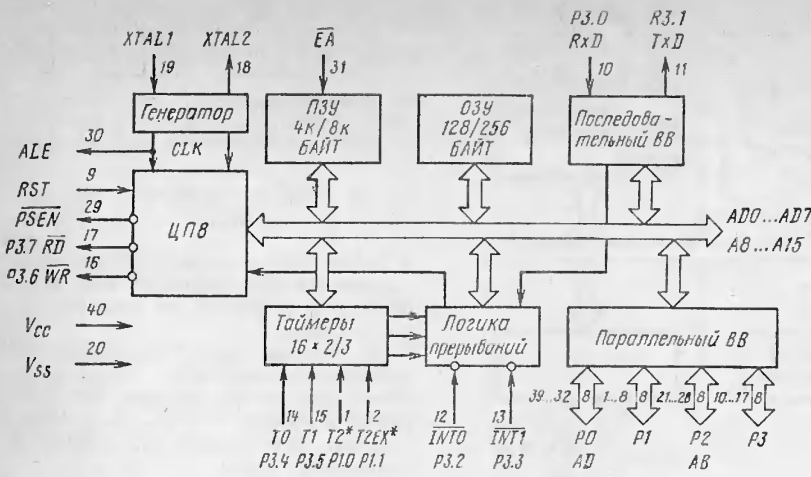 XTAL1 XTAL2 EA P3.0 R3.1
RxD TxD
19 18 31 10 11
Генератор
ПЗУ
4К/8К
БАЙТ
ОЗУ
128/256
БАЙТ
Последова-
тельный ВВ
30
ALE
CLK
9
RST
29
PSEN
ЦП8
17
P3.7 RD
16
P3.6 WR
AD0...AD7
A8...A15
40
Vcc
20
Vss
Таймеры
16 × 2/3
Логика
прерываний
Параллельный ВВ
14 15 1 2 12 13
39...32 8 1...8 8 21...28 8 10...17 8
T0 T1 T2* T2EX* INT0 INT1 P0 P1 P2 P3
P3.4 P3.5 P1.0 P1.1 P3.2 P3.3 AD AB